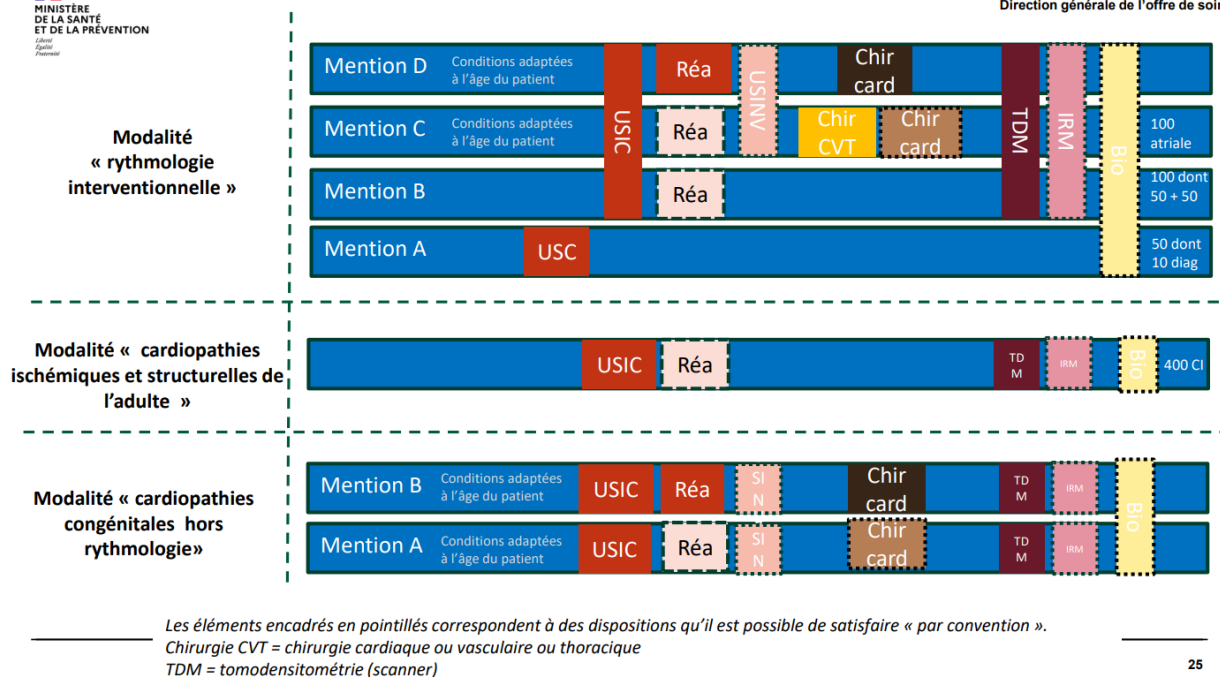 MINISTÈRE
DE LA SANTÉ
ET DE LA PRÉVENTION
Liberté
Égalité
Fraternité
Direction générale de l'offre de soin
Modalité
« rythmologie
interventionnelle »
Mention D
Conditions adaptées
à l'âge du patient
Réa
Chir
card
Mention C
Conditions adaptées
à l'âge du patient
Réa
Chir
CVT
Chir
card
100
atriale
Mention B
Réa
100 dont
50 + 50
Mention A
USC
50 dont
10 diag
USIC
USINV
TDM
IRM
Bio
Modalité « cardiopathies
ischémiques et structurelles de
l'adulte »
USIC
Réa
TD
M
IRM
Bio
400 CI
Modalité « cardiopathies
congénitales hors
rythmologie»
Mention B
Conditions adaptées
à l'âge du patient
USIC
Réa
SI
N
Chir
card
TD
M
IRM
Mention A
Conditions adaptées
à l'âge du patient
USIC
Réa
SI
N
Chir
card
TD
M
IRM
Bio
Les éléments encadrés en pointillés correspondent à des dispositions qu'il est possible de satisfaire « par convention ».
Chirurgie CVT = chirurgie cardiaque ou vasculaire ou thoracique
TDM = tomodensitométrie (scanner)
25